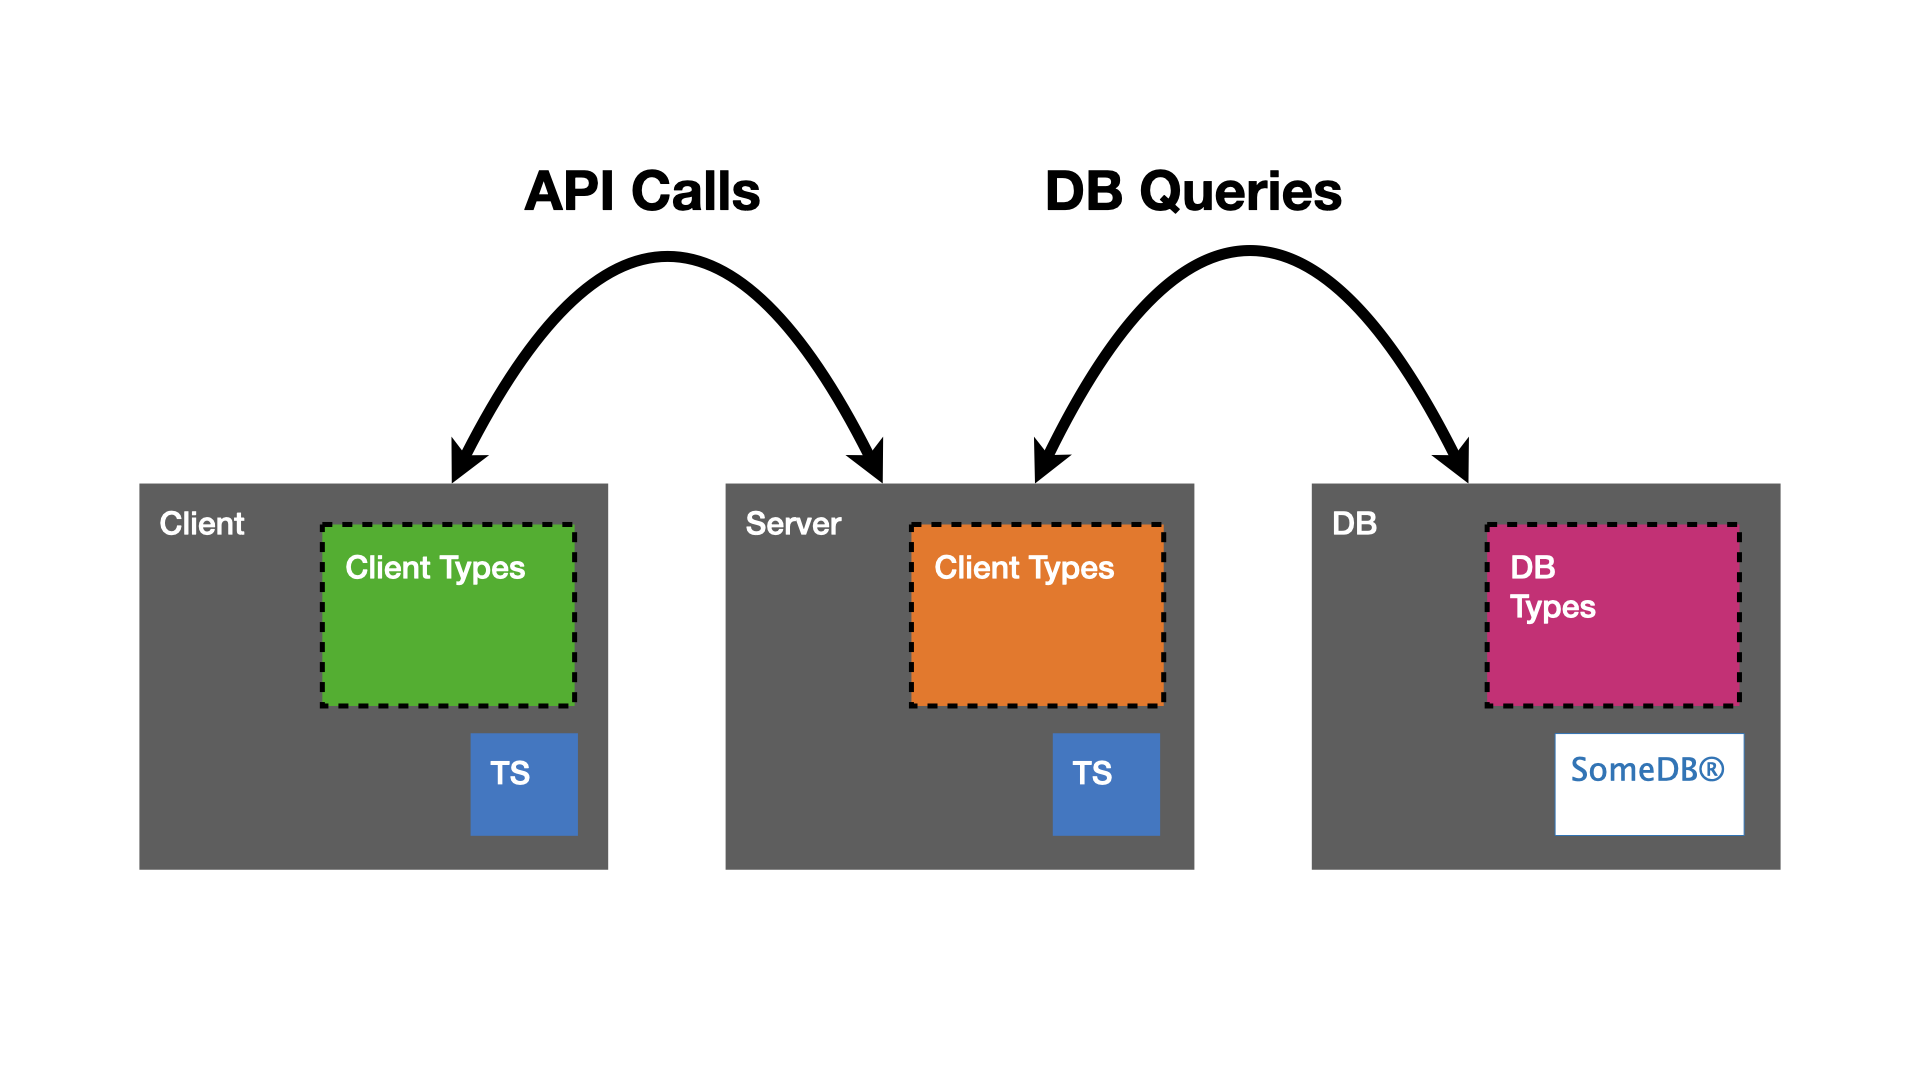 API Calls
DB Queries
Client
Client Types
TS
Server
Client Types
TS
DB
DB
Types
SomeDB®